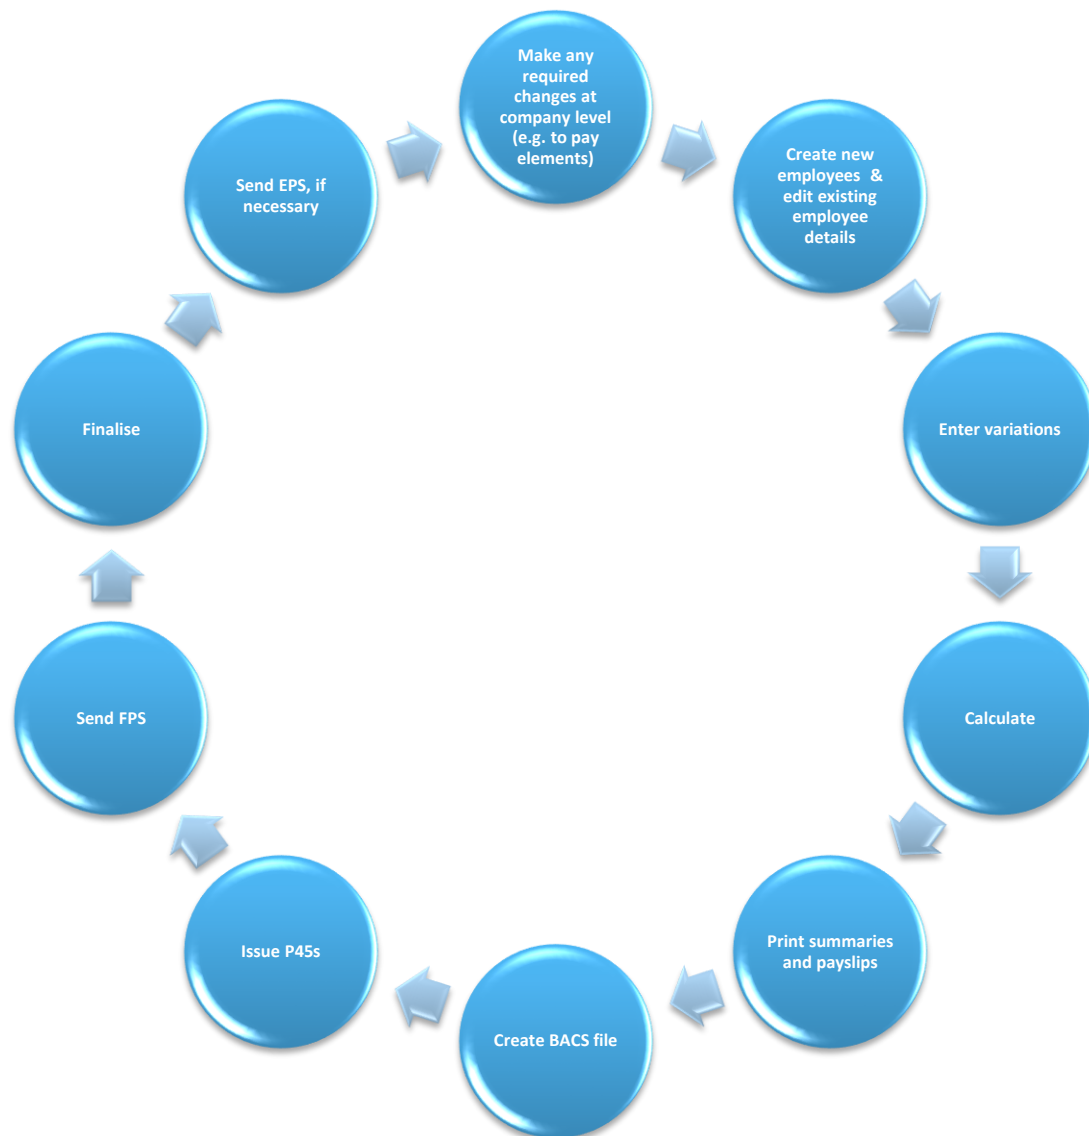 Make any
required
changes at
company level
(e.g. to pay
elements)
Create new
employees & 
edit existing
employee
details
Enter variations
Calculate
Print summaries
and payslips
Create BACS file
Issue P45s
Send FPS
Finalise
Send EPS, if
necessary